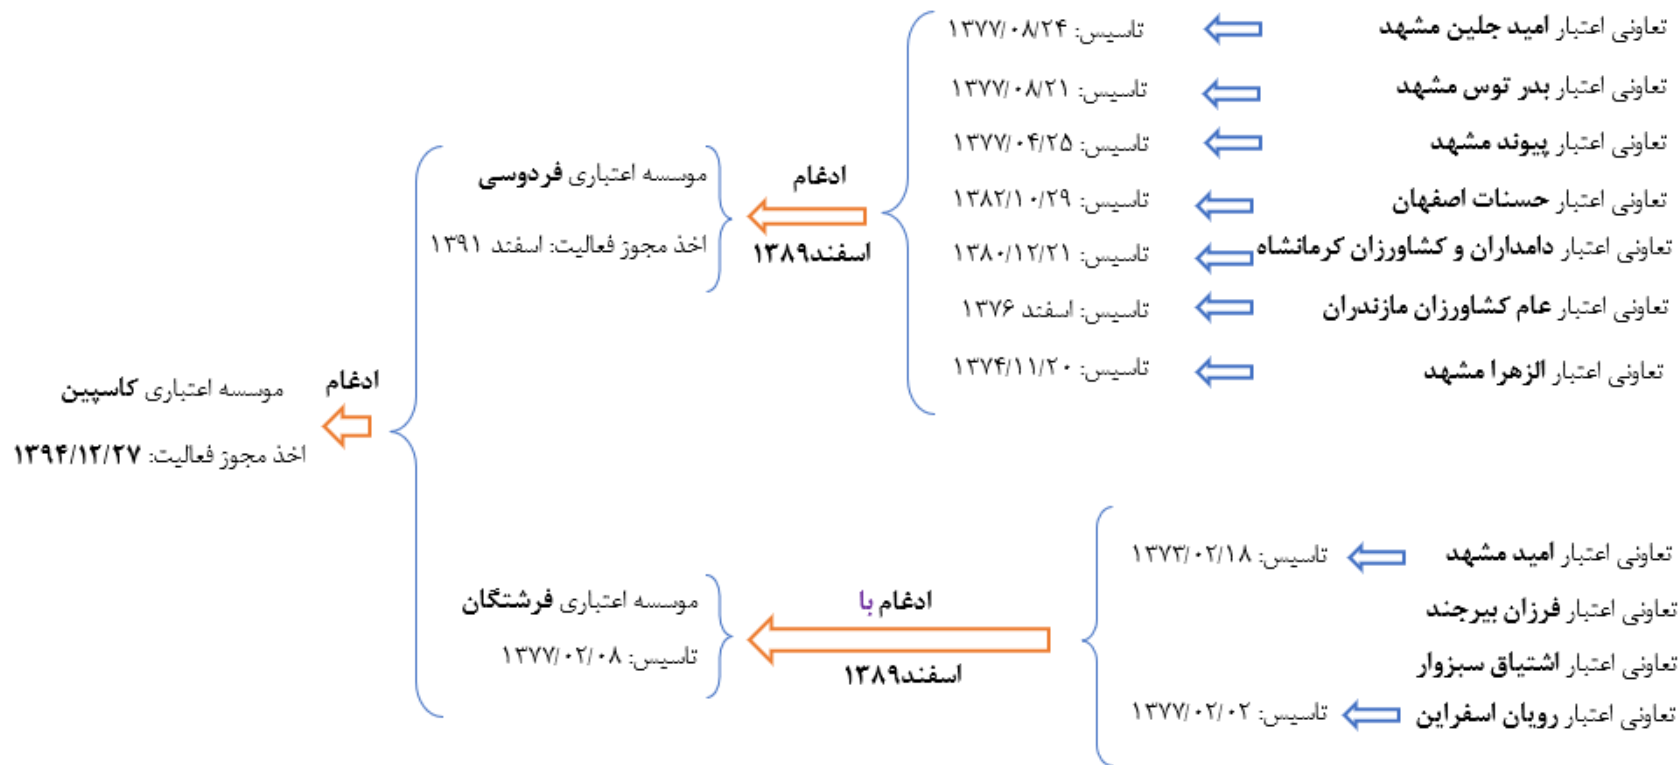 تعاونی اعتبار امید جلین مشهد
تاسیس: ۱۳۷۷/۰۸/۲۴
تعاونی اعتبار بدر توس مشهد
تاسیس: ۱۳۷۷/۰۸/۲۱
تعاونی اعتبار پیوند مشهد
تاسیس: ۱۳۷۷/۰۴/۲۵
تعاونی اعتبار حسنات اصفهان
تاسیس: ۱۳۸۲/۱۰/۲۹
تعاونی اعتبار دامداران و کشاورزان کرمانشاه
تاسیس: ۱۳۸۰/۱۲/۲۱
تعاونی اعتبار عام کشاورزان مازندران
تاسیس: اسفند ۱۳۷۶
تعاونی اعتبار الزهرا مشهد
تاسیس: ۱۳۷۴/۱۱/۲۰
ادغام
اسفند۱۳۸۹
موسسه اعتباری فردوسی
اخذ مجوز فعالیت: اسفند ۱۳۹۱
تعاونی اعتبار امید مشهد
تاسیس: ۱۳۷۳/۰۲/۱۸
تعاونی اعتبار فرزان بیرجند
تعاونی اعتبار اشتیاق سبزوار
تعاونی اعتبار رویان اسفراین
تاسیس: ۱۳۷۷/۰۲/۰۲
ادغام با
اسفند۱۳۸۹
موسسه اعتباری فرشتگان
تاسیس: ۱۳۷۷/۰۲/۰۸
ادغام
موسسه اعتباری کاسپین
اخذ مجوز فعالیت: ۱۳۹۴/۱۲/۲۷